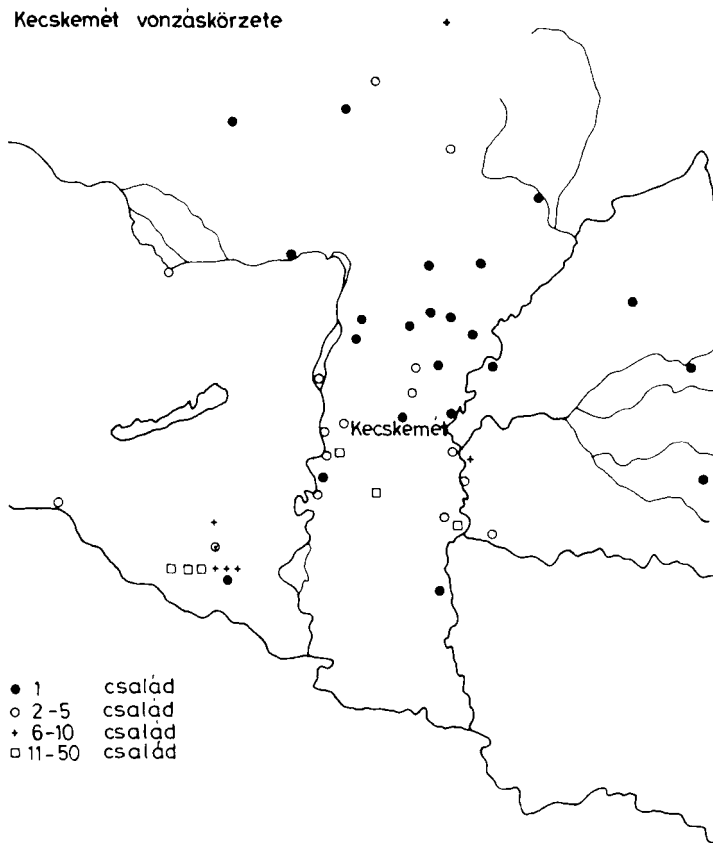 Kecskemét vonzáskörzete
Kecskemét
1 család
2-5 család
6-10 család
11-50 család